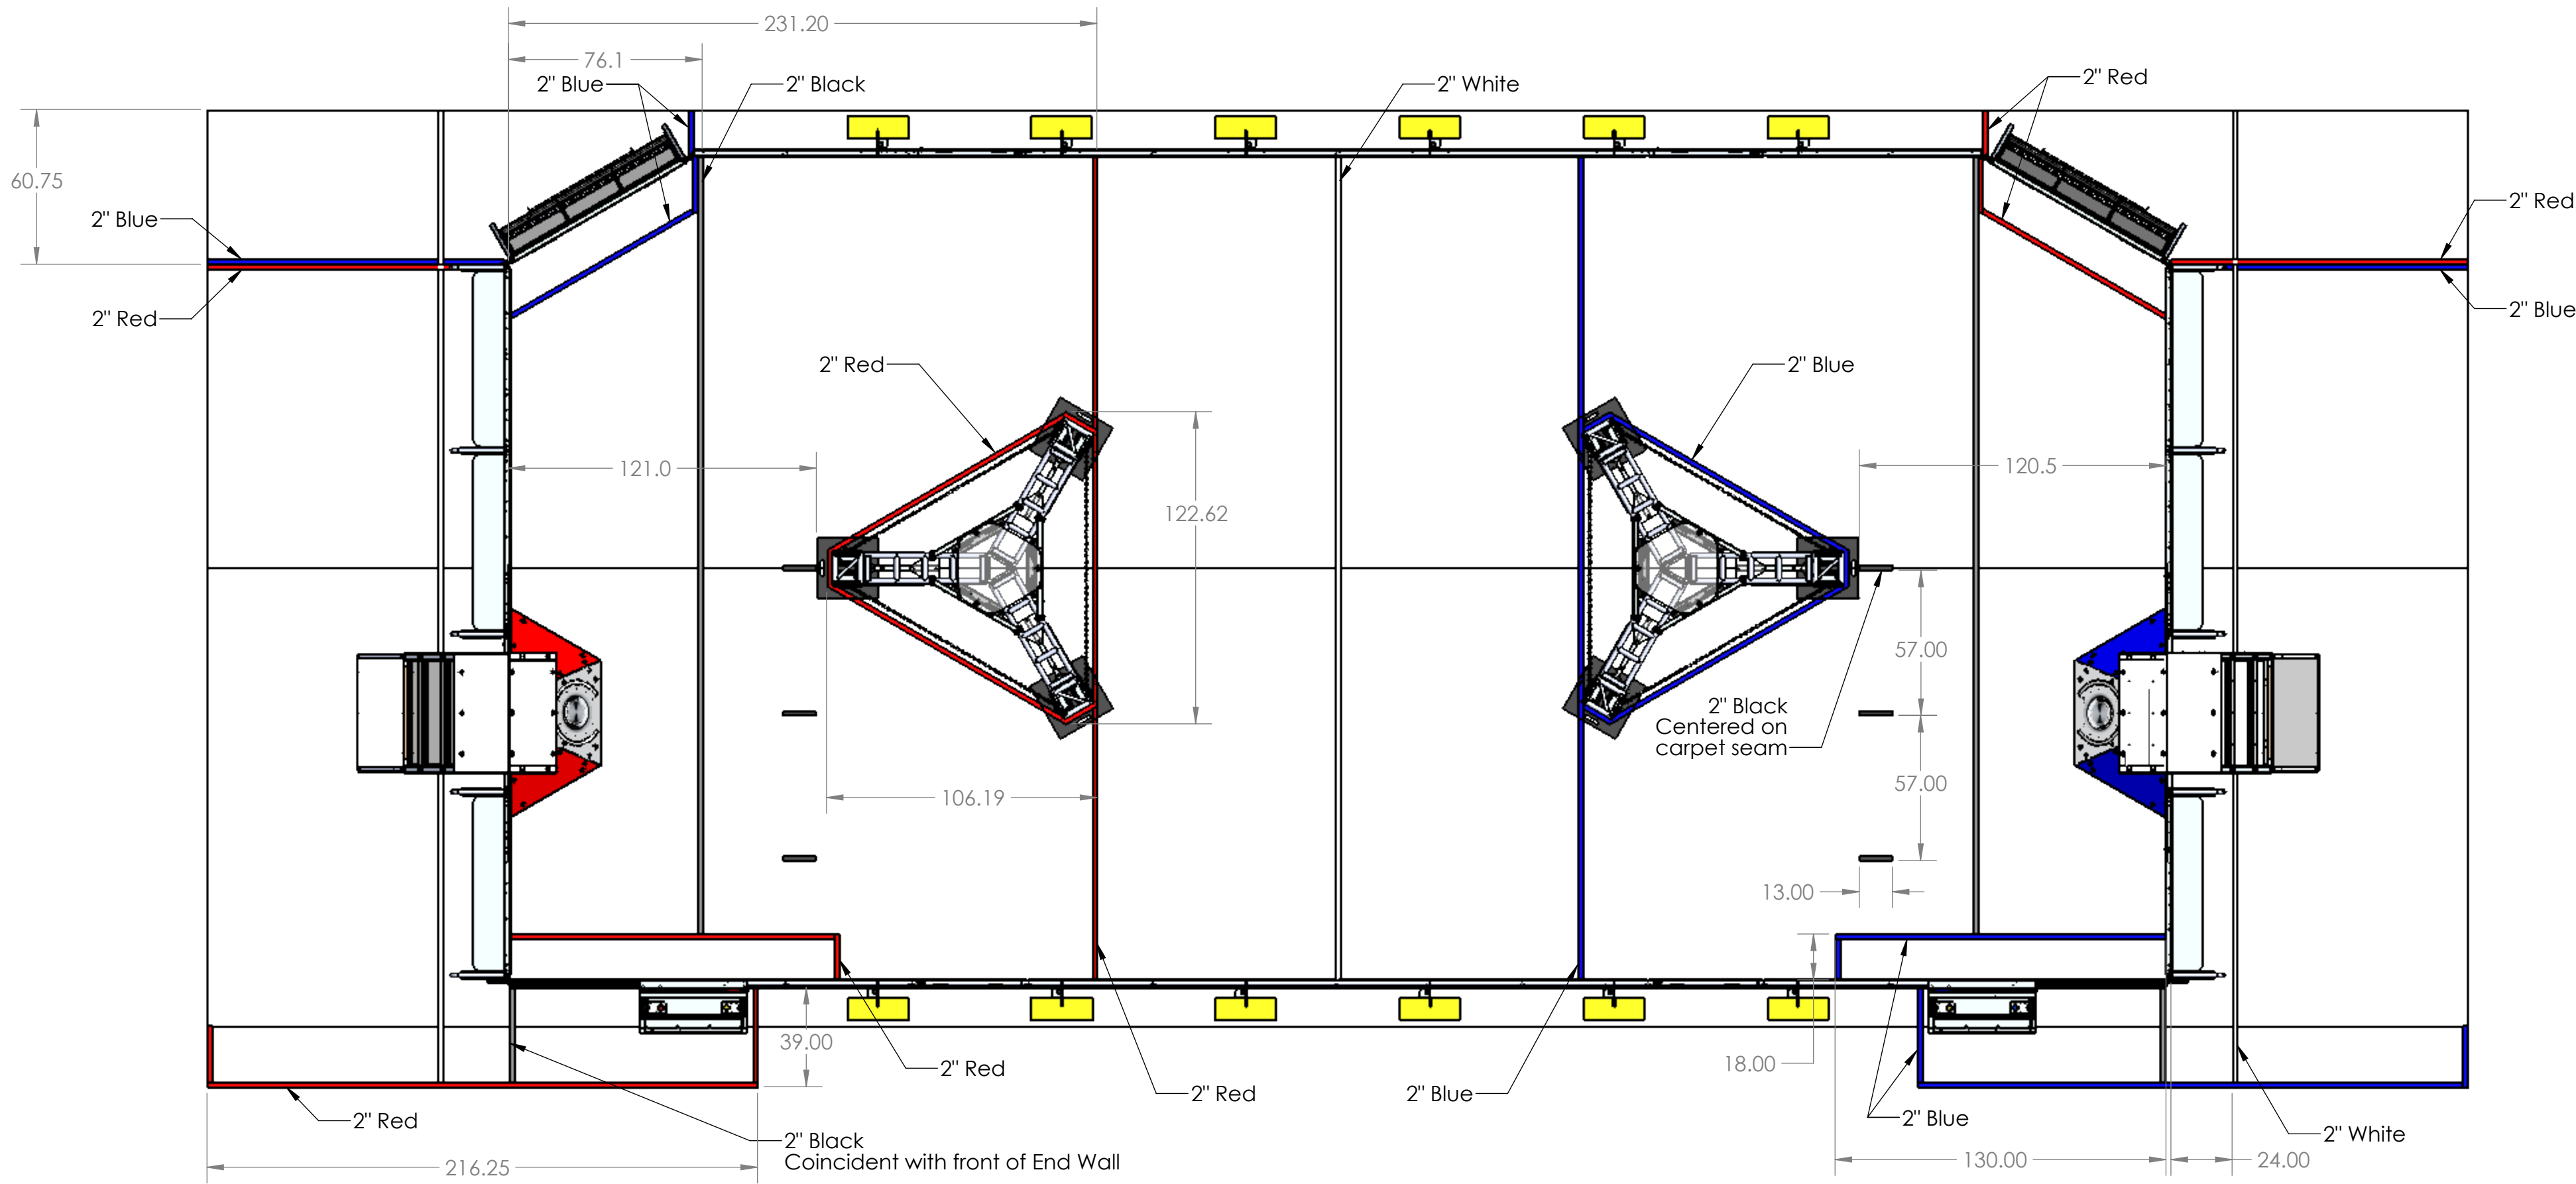 231.20
76.1
2" Blue
2" Black
2" White
2" Red
60.75
2" Blue
2" Red
2" Red
2" Blue
2" Red
2" Blue
121.0
120.5
122.62
57.00
2" Black
Centered on
carpet seam
57.00
106.19
13.00
39.00
18.00
2" Red
2" Red
2" Blue
2" Red
2" Blue
2" Black
Coincident with front of End Wall
2" White
216.25
130.00
24.00